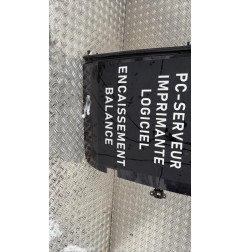 PC-SERVEUR
IMPRIMANTE
LOGICIEL
ENCAISSEMENT
BALANCE